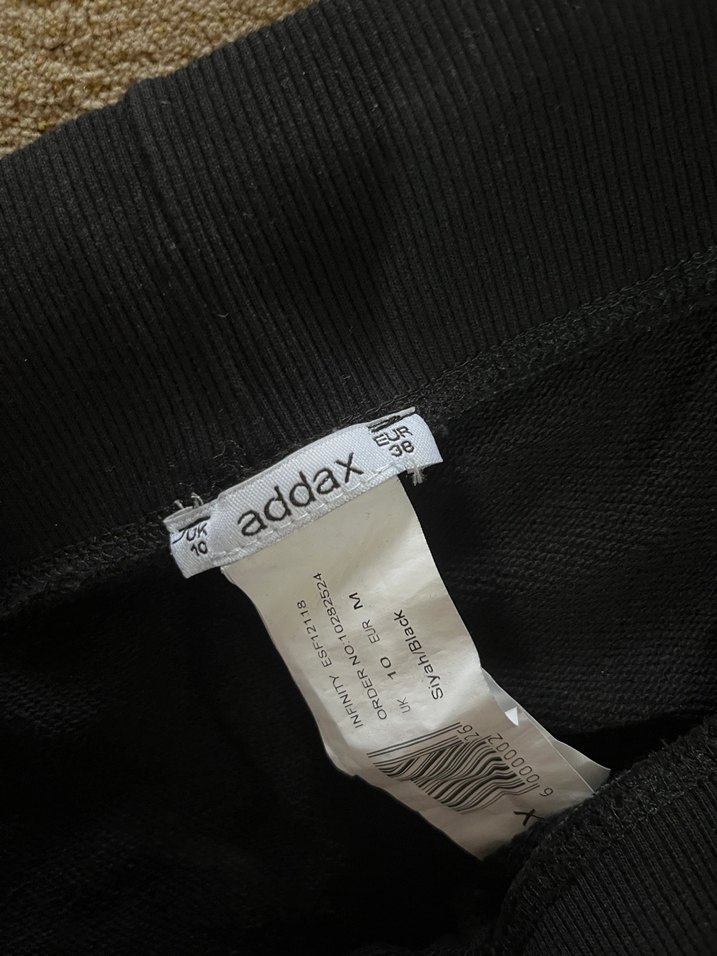 UK
10
addax
EUR
38
INFINITY ESF12118
ORDER NO:10282524
UK 10 EUR M
Siyah/Black